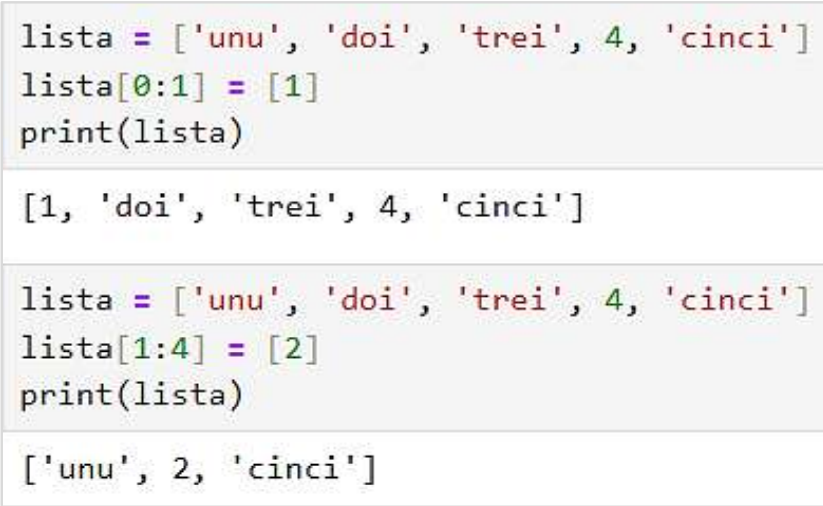 lista = ['unu', 'doi', 'trei', 4, 'cinci']
lista[0:1] = [1]
print(lista)
[1, 'doi', 'trei', 4, 'cinci']
lista = ['unu', 'doi', 'trei', 4, 'cinci']
lista[1:4] = [2]
print(lista)
['unu', 2, 'cinci']